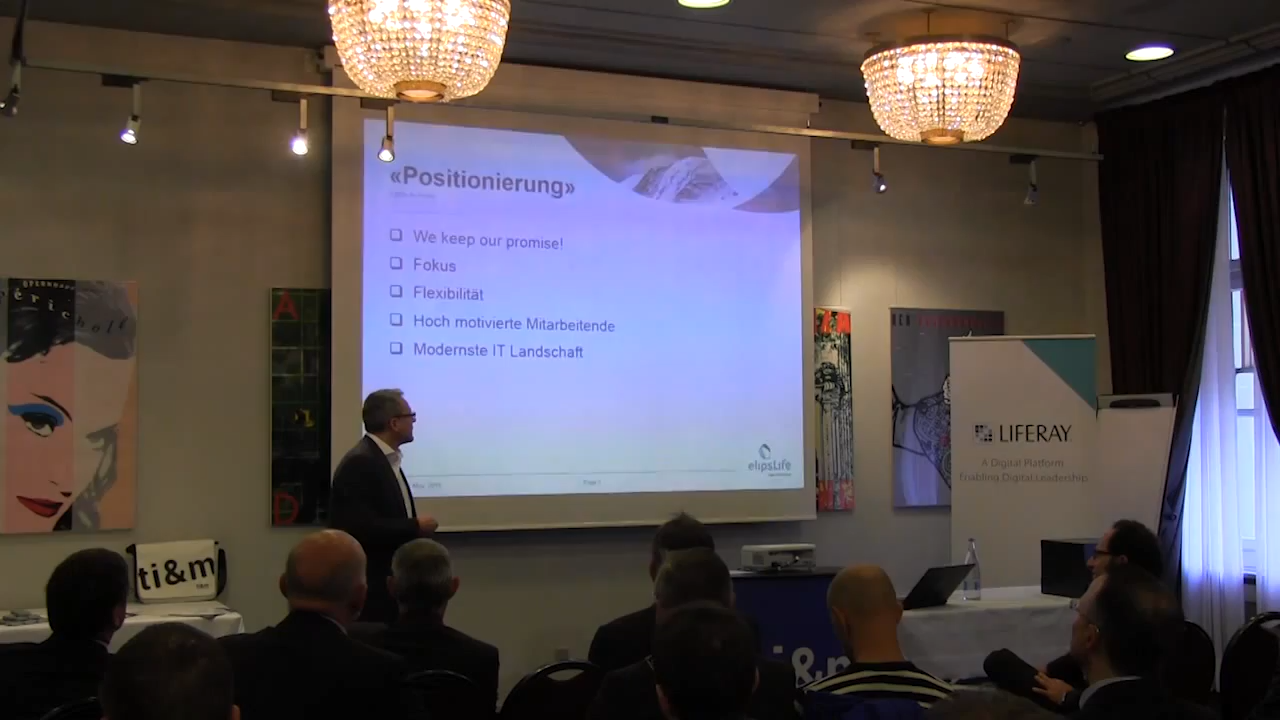 «Positionierung»
❑ We keep our promise!
❑ Fokus
❑ Flexibilität
❑ Hoch motivierte Mitarbeitende
❑ Modernste IT Landschaft
elipsLife
OPERNHAUS
A
D
LIFERAY
A Digital Platform
Enabling Digital Leadership
ti&m